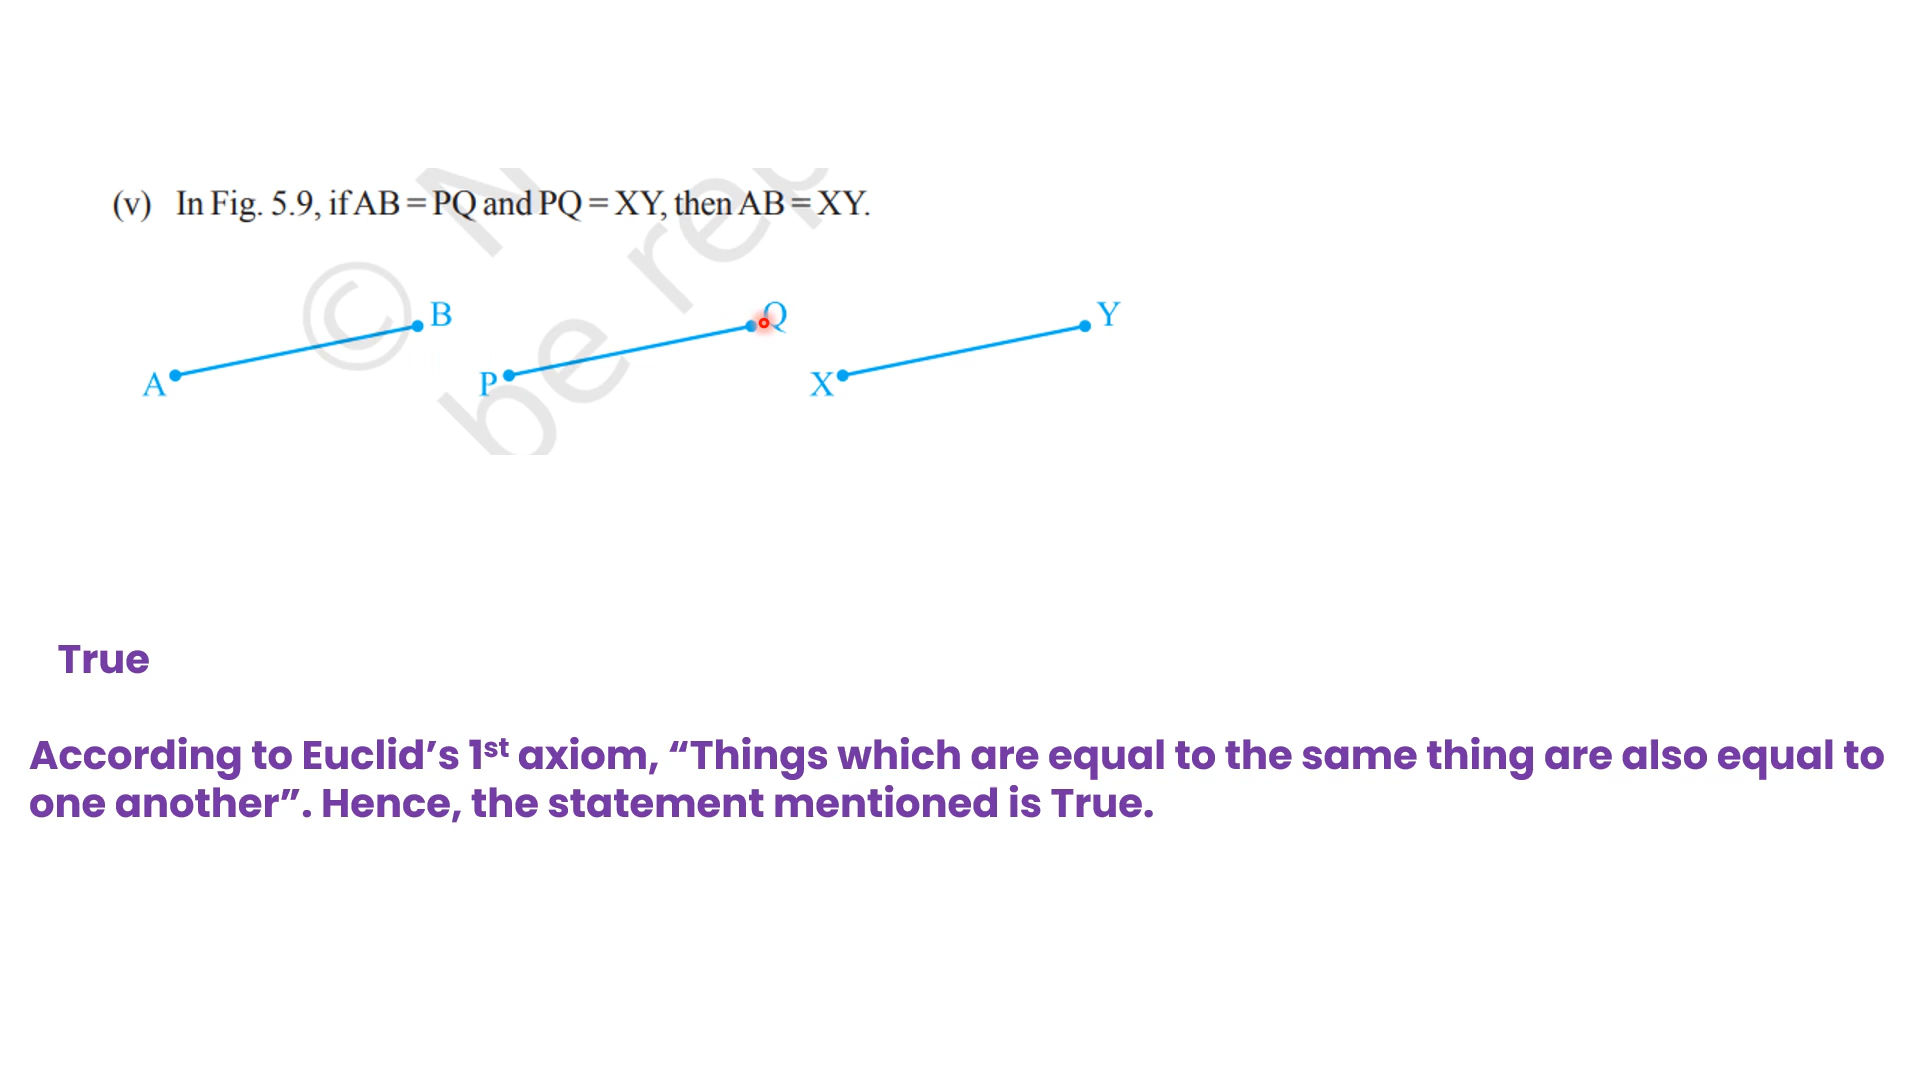 (v) In Fig. 5.9, if AB = PQ and PQ = XY, then AB = XY.
© N
be rep
A B P Q X Y
True
According to Euclid’s 1st axiom, “Things which are equal to the same thing are also equal to
one another”. Hence, the statement mentioned is True.